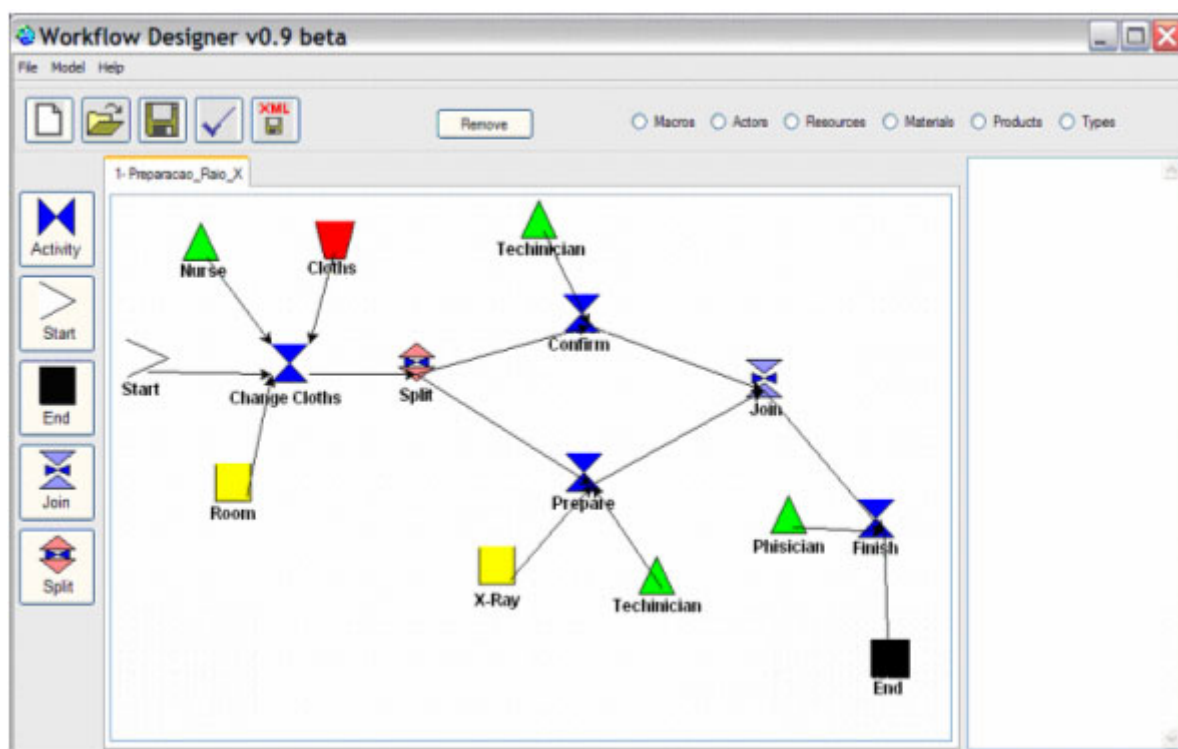 Workflow Designer v0.9 beta
File Model Help
XML
Remove
Macros Actors Resources Materials Products Types
1- Preparacao_Raio_X
Activity
Start
End
Join
Split
Nurse
Cloths
Techinician
Start
Change Cloths
Split
Confirm
Join
Room
Prepare
X-Ray
Techinician
Phisician
Finish
End